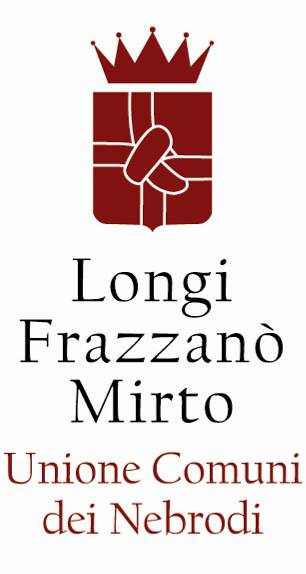 Longi
Frazzanò
Mirto
Unione Comuni
dei Nebrodi